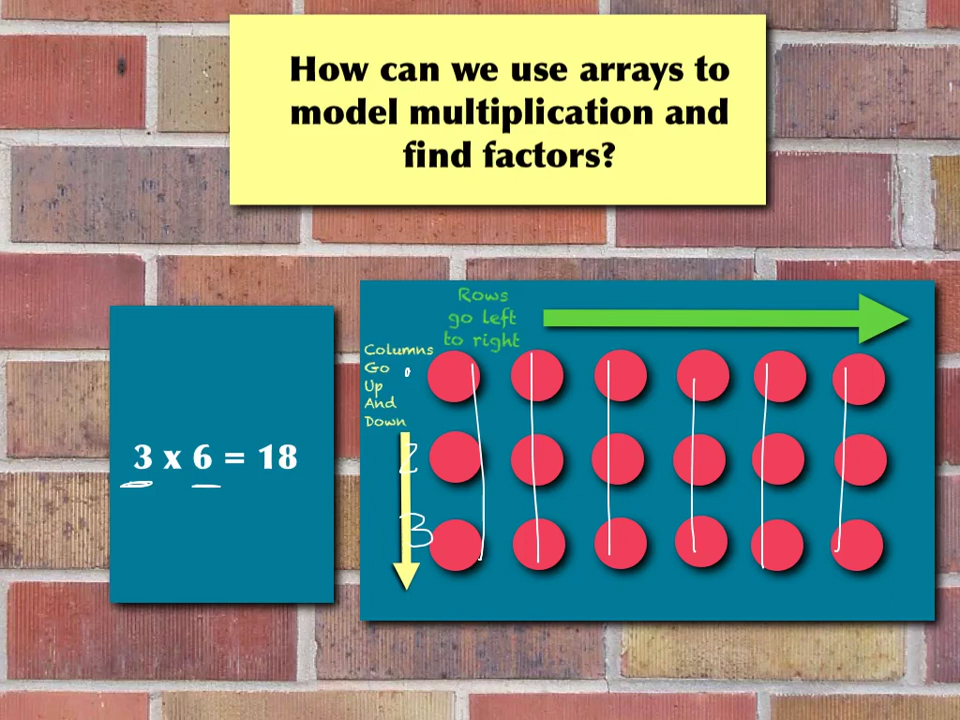 How can we use arrays to
model multiplication and
find factors?
Rows
go left
to right
Columns
Go
Up
And
Down
3 x 6 = 18
2
3